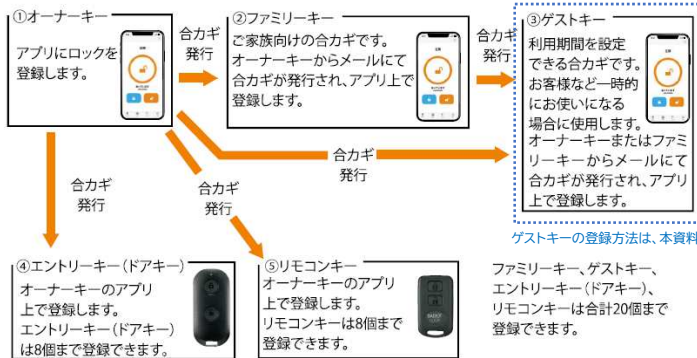 ①オーナーキー
アプリにロックを
登録します。
合カギ
発行
②ファミリーキー
ご家族向けの合カギです。
オーナーキーからメールにて
合カギが発行され、アプリ上で
登録します。
合カギ
発行
③ゲストキー
利用期間を設定
できる合カギです。
お客様など一時的
にお使いになる
場合に使用します。
オーナーキーまたはファミ
リーキーからメールにて
合カギが発行され、アプリ
上で登録します。
合カギ
発行
合カギ
発行
合カギ
発行
ゲストキーの登録方法は、本資料
④エントリーキー(ドアキー)
オーナーキーのアプリ
上で登録します。
エントリーキー(ドアキー)
は8個まで登録できます。
⑤リモコンキー
オーナーキーのアプリ
上で登録します。
リモコンキーは8個まで
登録できます。
ファミリーキー、ゲストキー、
エントリーキー(ドアキー)、
リモコンキーは合計20個まで
登録できます。